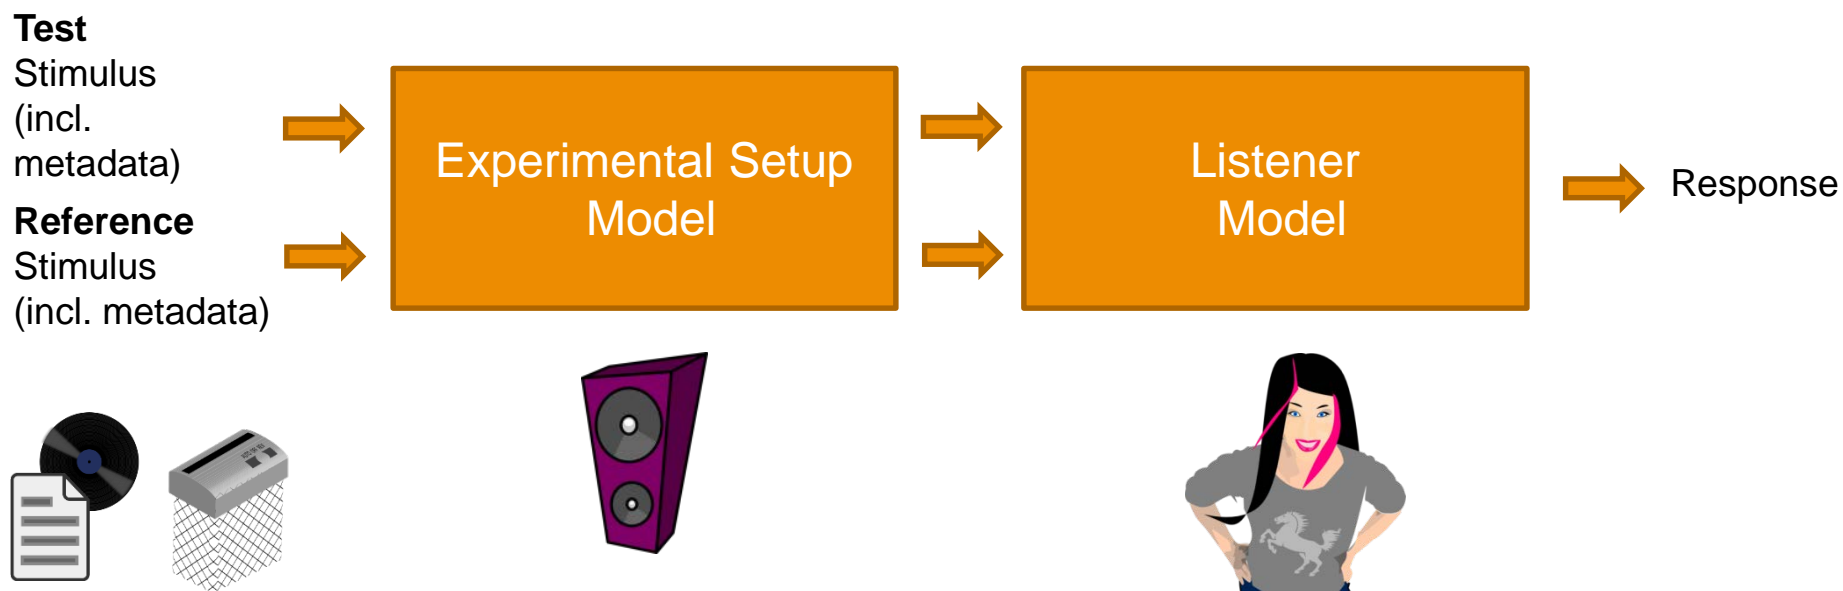 Test
Stimulus
(incl.
metadata)
Reference
Stimulus
(incl. metadata)
Experimental Setup
Model
Listener
Model
Response